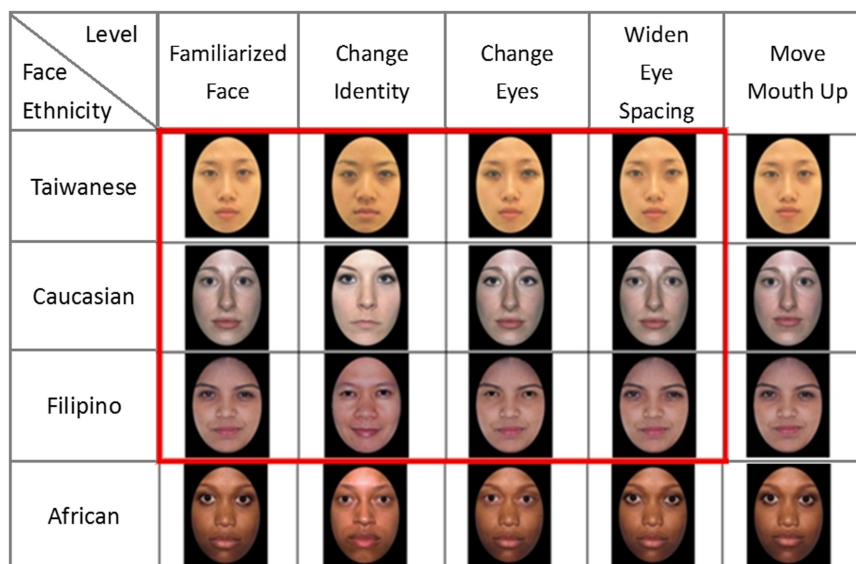 Level
Face
Ethnicity
Familiarized
Face
Change
Identity
Change
Eyes
Widen
Eye
Spacing
Move
Mouth Up
Taiwanese
Caucasian
Filipino
African